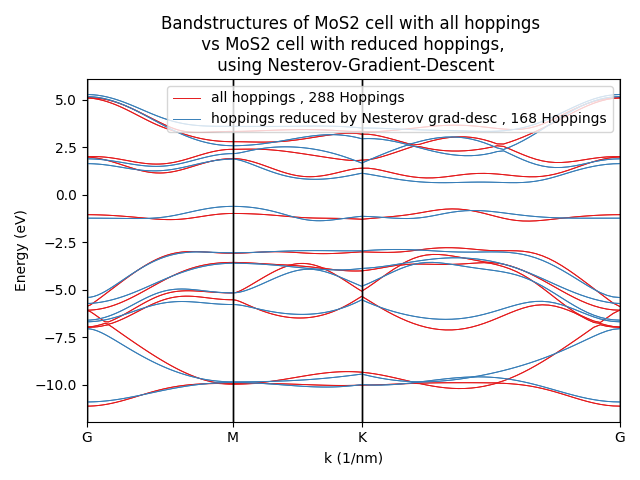 Bandstructures of MoS2 cell with all hoppings
vs MoS2 cell with reduced hoppings,
using Nesterov-Gradient-Descent
all hoppings , 288 Hoppings
hoppings reduced by Nesterov grad-desc , 168 Hoppings
5.0
2.5
0.0
−2.5
−5.0
−7.5
−10.0
Energy (eV)
G
M
K
G
k (1/nm)